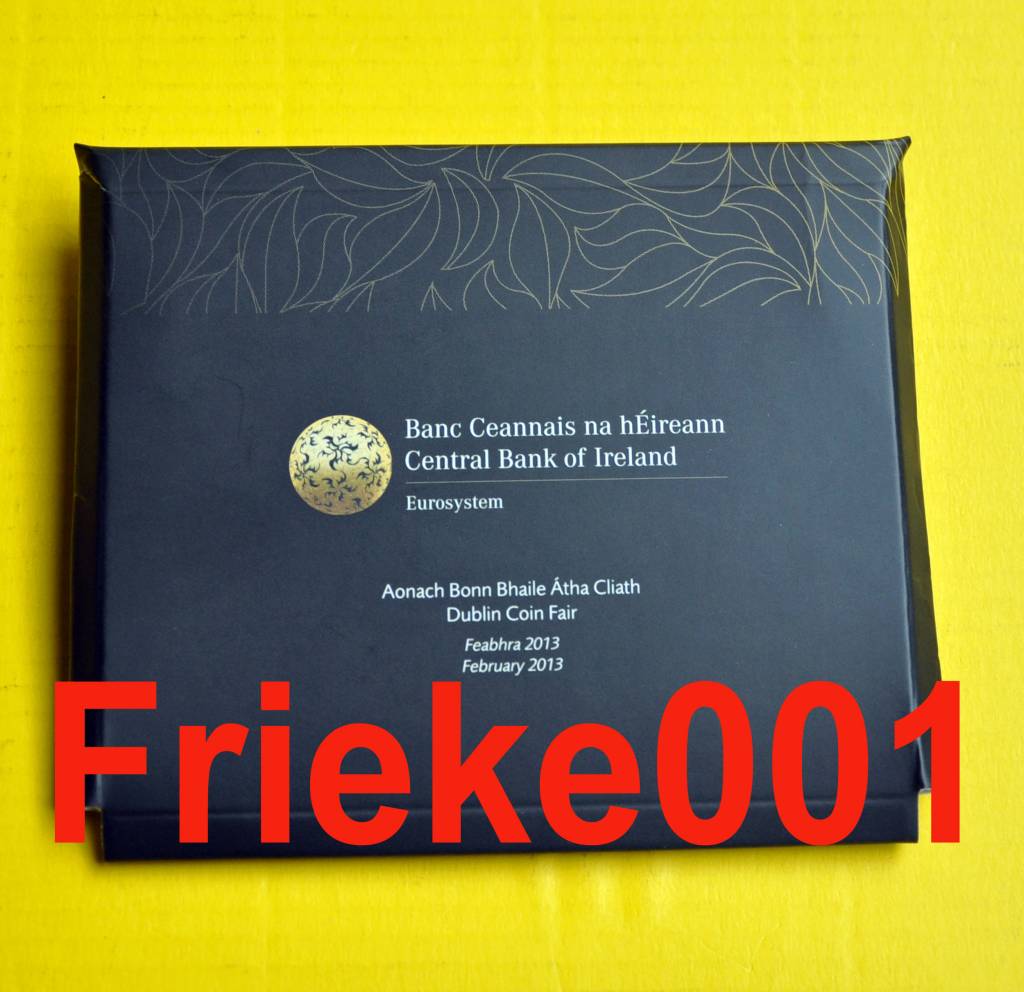 Banc Ceannais na hÉireann
Central Bank of Ireland
Eurosystem
Aonach Bonn Bhaile Átha Cliath
Dublin Coin Fair
Feabhra 2013
February 2013
Frieke001